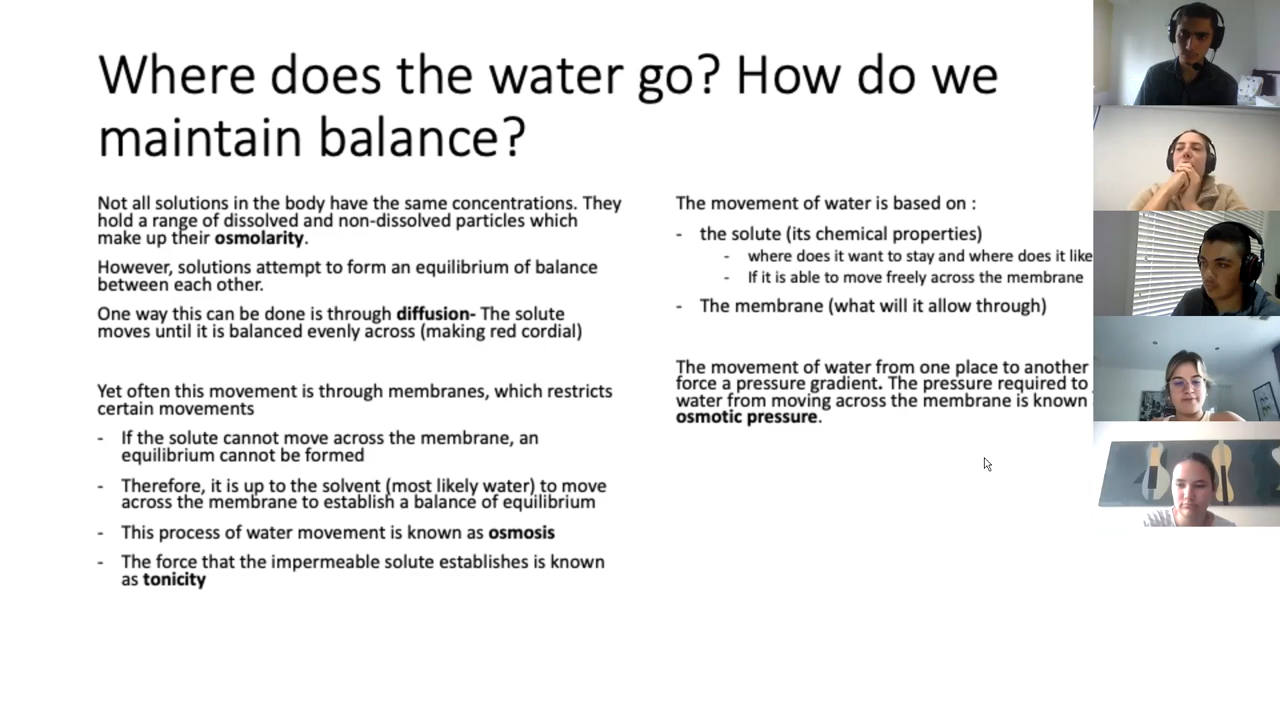 Where does the water go? How do we
maintain balance?
Not all solutions in the body have the same concentrations. They
hold a range of dissolved and non-dissolved particles which
make up their osmolarity.
However, solutions attempt to form an equilibrium of balance
between each other.
One way this can be done is through diffusion- The solute
moves until it is balanced evenly across (making red cordial)
Yet often this movement is through membranes, which restricts
certain movements
- If the solute cannot move across the membrane, an
equilibrium cannot be formed
- Therefore, it is up to the solvent (most likely water) to move
across the membrane to establish a balance of equilibrium
- This process of water movement is known as osmosis
- The force that the impermeable solute establishes is known
as tonicity
The movement of water is based on :
- the solute (its chemical properties)
- where does it want to stay and where does it like
- If it is able to move freely across the membrane
- The membrane (what will it allow through)
The movement of water from one place to another
force a pressure gradient. The pressure required to
water from moving across the membrane is known
osmotic pressure.